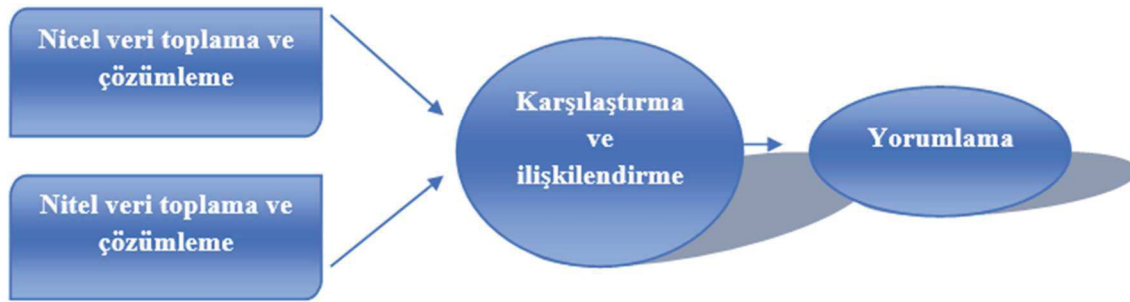 Nicel veri toplama ve
çözümleme
Nitel veri toplama ve
çözümleme
Karşılaştırma
ve
ilişkilendirme
Yorumlama